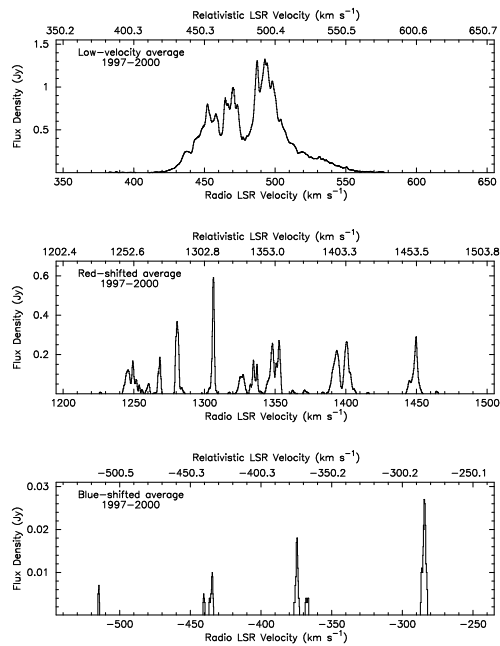 Relativistic LSR Velocity (km s⁻¹)
350.2 400.3 450.3 500.4 550.5 600.6 650.7
Low−velocity average
1997−2000
1.5
1
0.5
Flux Density (Jy)
350 400 450 500 550 600 650
Radio LSR Velocity (km s⁻¹)
Relativistic LSR Velocity (km s⁻¹)
1202.4 1252.6 1302.8 1353.0 1403.3 1453.5 1503.8
Red−shifted average
1997−2000
0.6
0.4
0.2
Flux Density (Jy)
1200 1250 1300 1350 1400 1450 1500
Radio LSR Velocity (km s⁻¹)
Relativistic LSR Velocity (km s⁻¹)
−500.5 −450.3 −400.3 −350.2 −300.2 −250.1
Blue−shifted average
1997−2000
0.03
0.02
0.01
Flux Density (Jy)
−500 −450 −400 −350 −300 −250
Radio LSR Velocity (km s⁻¹)